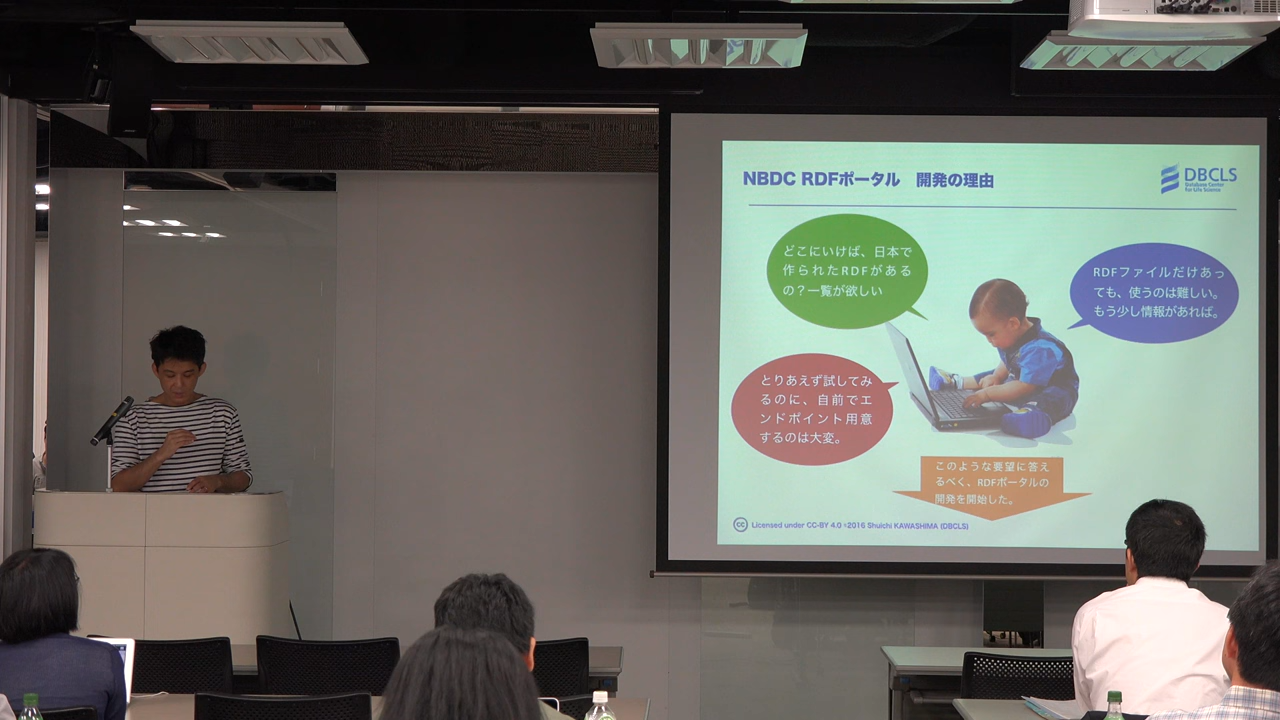 NBDC RDFポータル 開発の理由
DBCLS
Database Center
for Life Science
どこにいけば、日本で
作られたRDFがある
の？一覧が欲しい
RDFファイルだけあっ
ても、使うのは難しい。
もう少し情報があれば。
とりあえず試してみ
るのに、自前でエ
ンドポイント用意
するのは大変。
このような要望に答え
るべく、RDFポータルの
開発を開始した。
cc Licensed under CC-BY 4.0 ©2016 Shuichi KAWASHIMA (DBCLS)